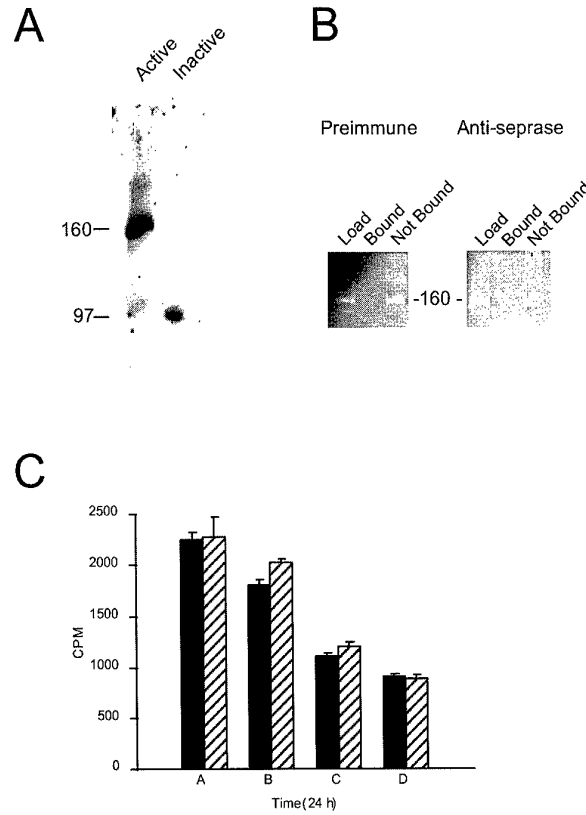 A
Active
Inactive
160
97
B
Preimmune
Anti-seprase
Load
Bound
Not Bound
Load
Bound
Not Bound
-160 -
C
2500
2000
1500
1000
500
0
CPM
A B C D
Time(24 h)